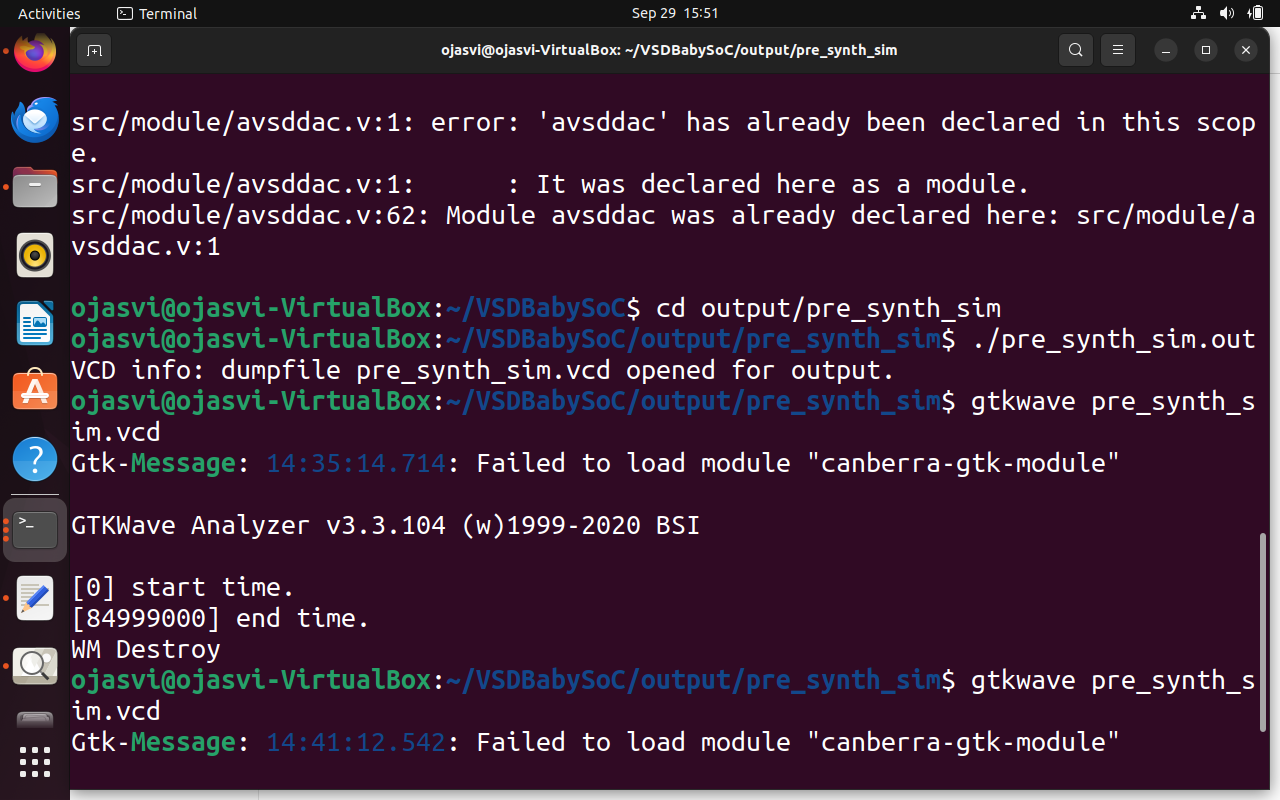 Activities
Terminal
Sep 29 15:51
ojasvi@ojasvi-VirtualBox: ~/VSDBabySoC/output/pre_synth_sim
src/module/avsddac.v:1: error: 'avsddac' has already been declared in this scop
e.
src/module/avsddac.v:1:      : It was declared here as a module.
src/module/avsddac.v:62: Module avsddac was already declared here: src/module/a
vsddac.v:1
ojasvi@ojasvi-VirtualBox:~/VSDBabySoC$ cd output/pre_synth_sim
ojasvi@ojasvi-VirtualBox:~/VSDBabySoC/output/pre_synth_sim$ ./pre_synth_sim.out
VCD info: dumpfile pre_synth_sim.vcd opened for output.
ojasvi@ojasvi-VirtualBox:~/VSDBabySoC/output/pre_synth_sim$ gtkwave pre_synth_s
im.vcd
Gtk-Message: 14:35:14.714: Failed to load module "canberra-gtk-module"
GTKWave Analyzer v3.3.104 (w)1999-2020 BSI
[0] start time.
[84999000] end time.
WM Destroy
ojasvi@ojasvi-VirtualBox:~/VSDBabySoC/output/pre_synth_sim$ gtkwave pre_synth_s
im.vcd
Gtk-Message: 14:41:12.542: Failed to load module "canberra-gtk-module"